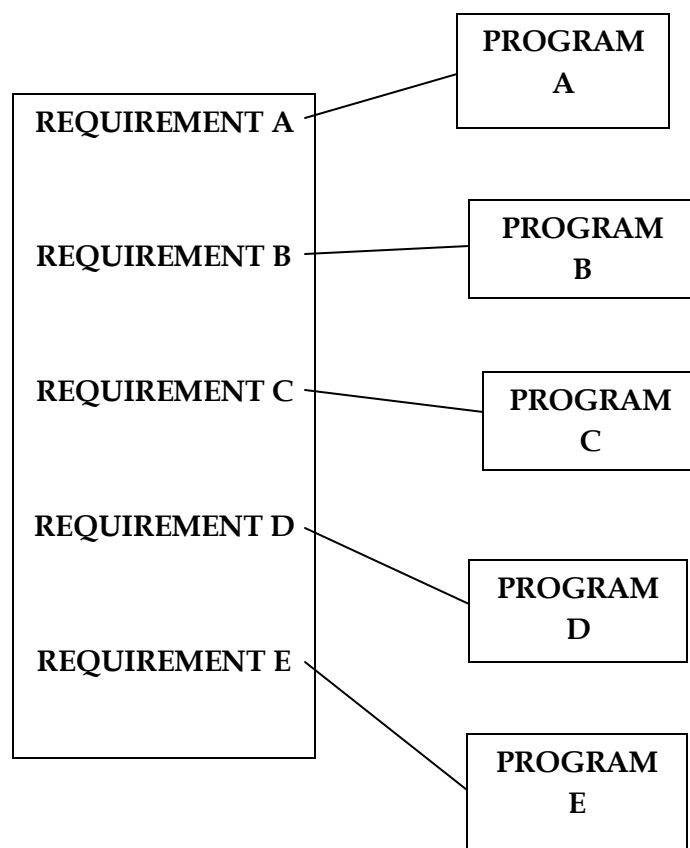 PROGRAM
A
REQUIREMENT A
PROGRAM
B
REQUIREMENT B
PROGRAM
C
REQUIREMENT C
PROGRAM
D
REQUIREMENT D
PROGRAM
E
REQUIREMENT E